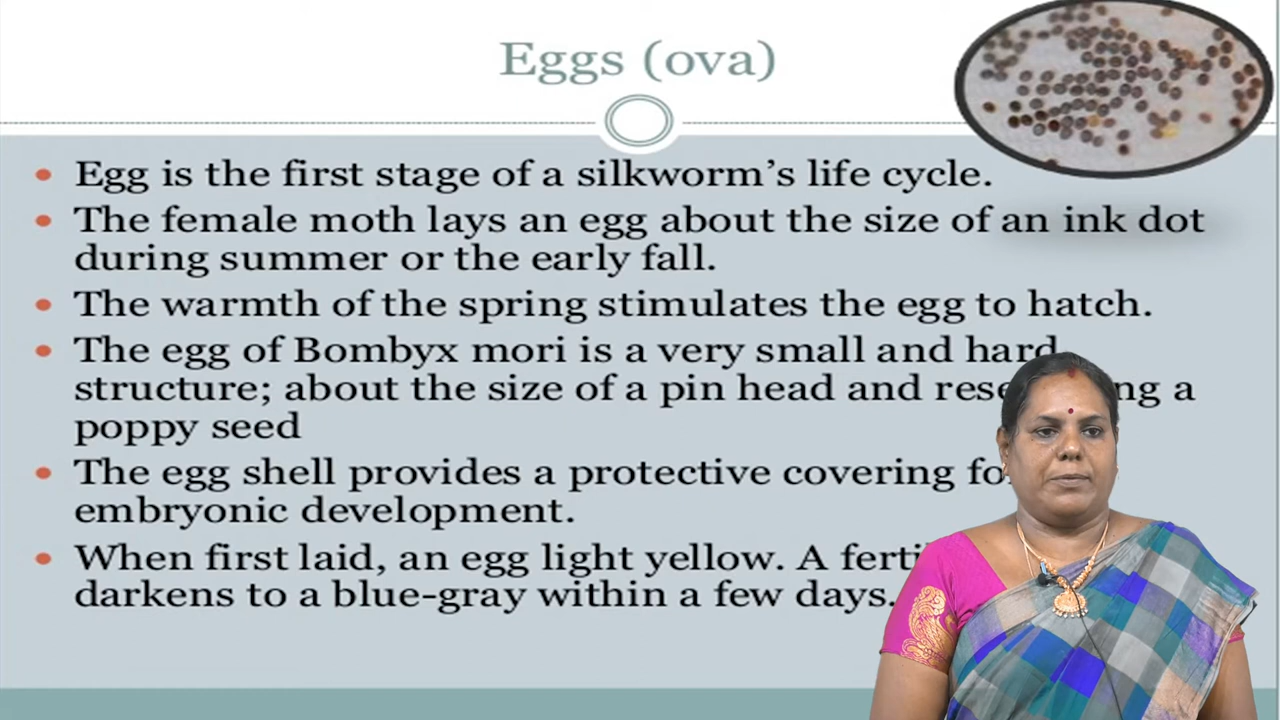 Eggs (ova)
• Egg is the first stage of a silkworm's life cycle.
• The female moth lays an egg about the size of an ink dot
during summer or the early fall.
• The warmth of the spring stimulates the egg to hatch.
• The egg of Bombyx mori is a very small and hard
structure; about the size of a pin head and a
poppy seed
• The egg shell provides a protective covering
embryonic development.
• When first laid, an egg light yellow. A
darkens to a blue-gray within a few days.